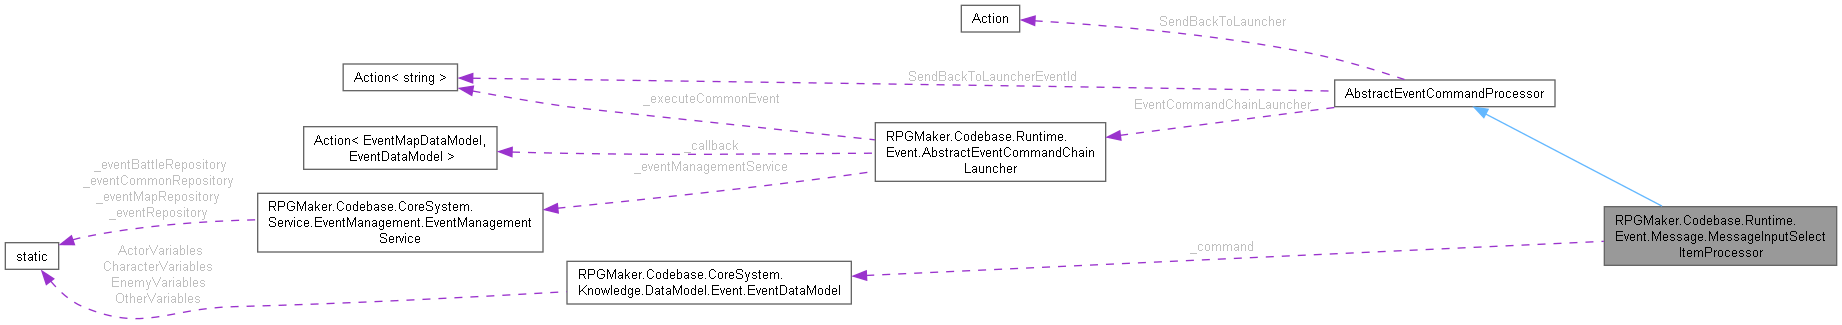 Action
SendBackToLauncher
Action< string >
SendBackToLauncherEventId
AbstractEventCommandProcessor
_executeCommonEvent
EventCommandChainLauncher
Action< EventMapDataModel,
EventDataModel >
_callback
RPGMaker.Codebase.Runtime.
Event.AbstractEventCommandChain
Launcher
_eventManagementService
_eventBattleRepository
_eventCommonRepository
_eventMapRepository
_eventRepository
RPGMaker.Codebase.CoreSystem.
Service.EventManagement.EventManagement
Service
RPGMaker.Codebase.Runtime.
Event.Message.MessageInputSelect
ItemProcessor
static
ActorVariables
CharacterVariables
EnemyVariables
OtherVariables
_command
RPGMaker.Codebase.CoreSystem.
Knowledge.DataModel.Event.EventDataModel